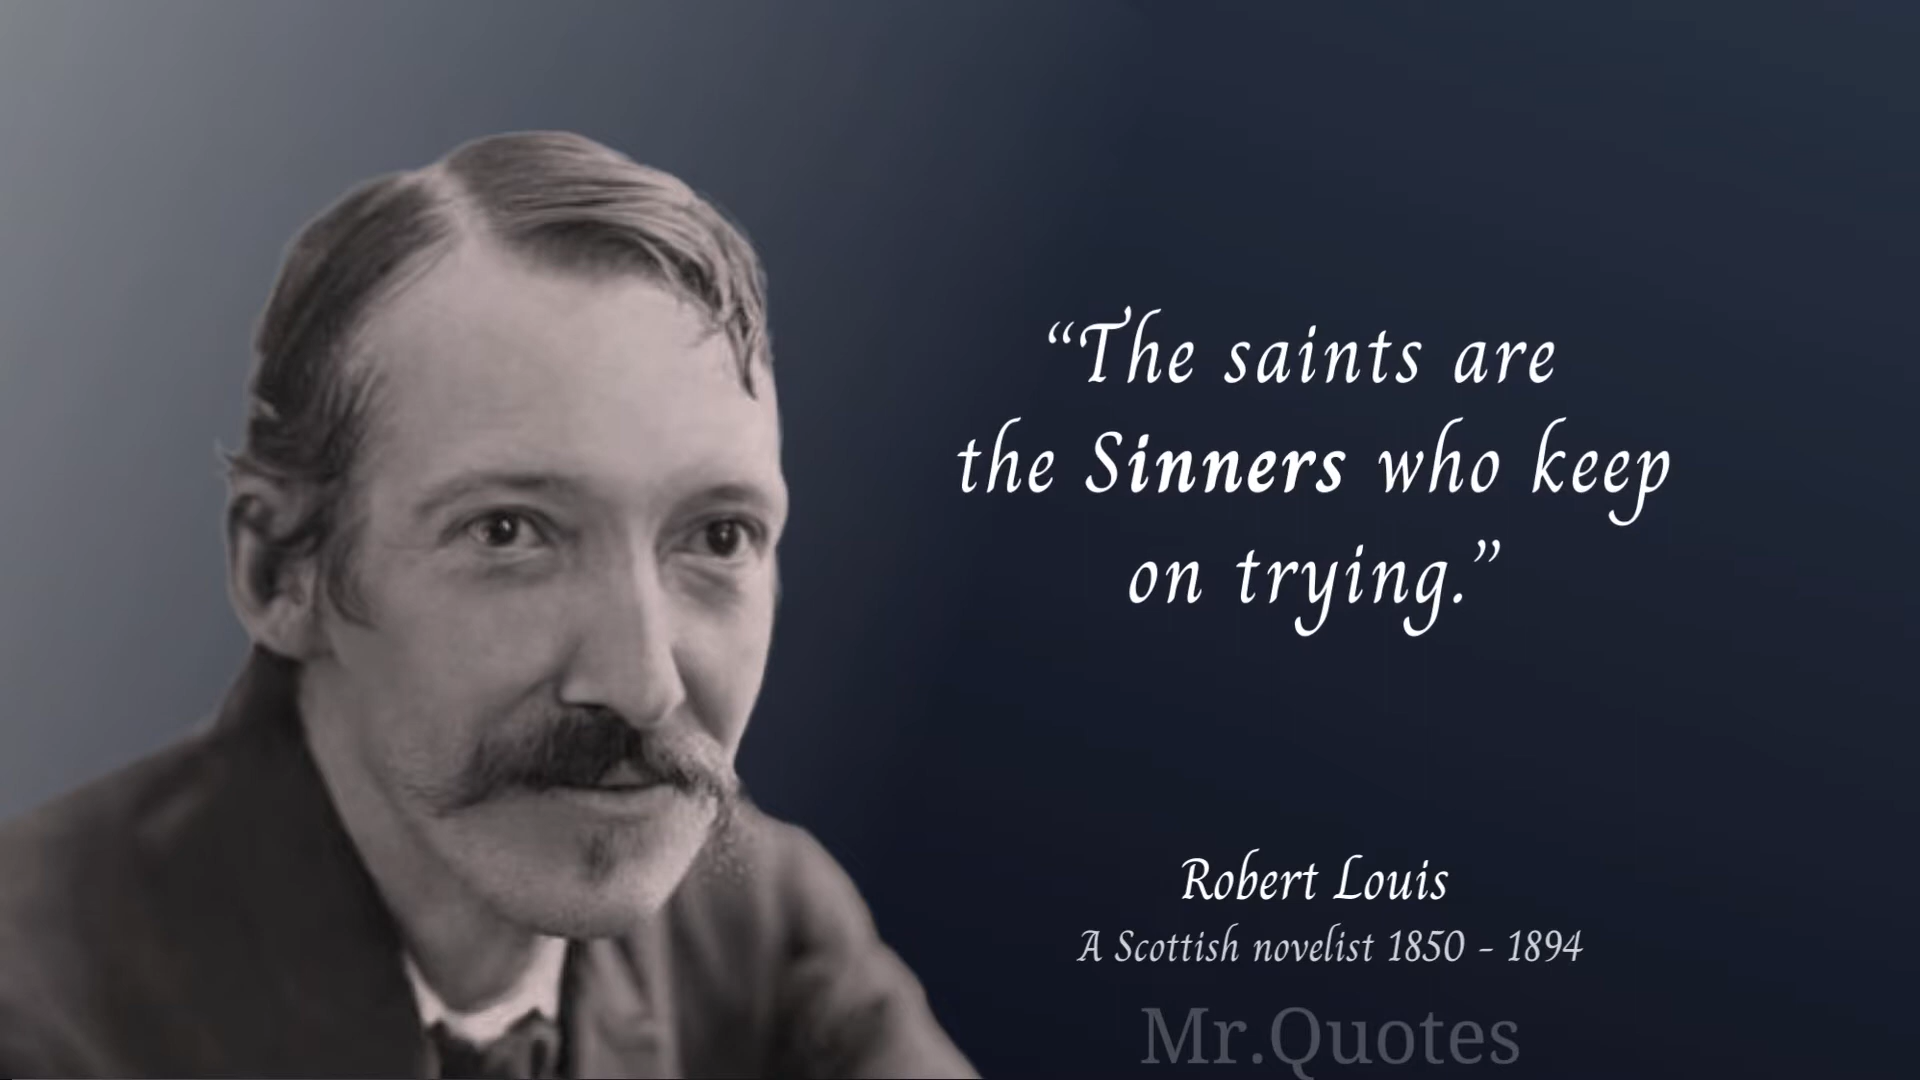 “The saints are
the Sinners who keep
on trying.”
Robert Louis
A Scottish novelist 1850 - 1894
Mr.Quotes